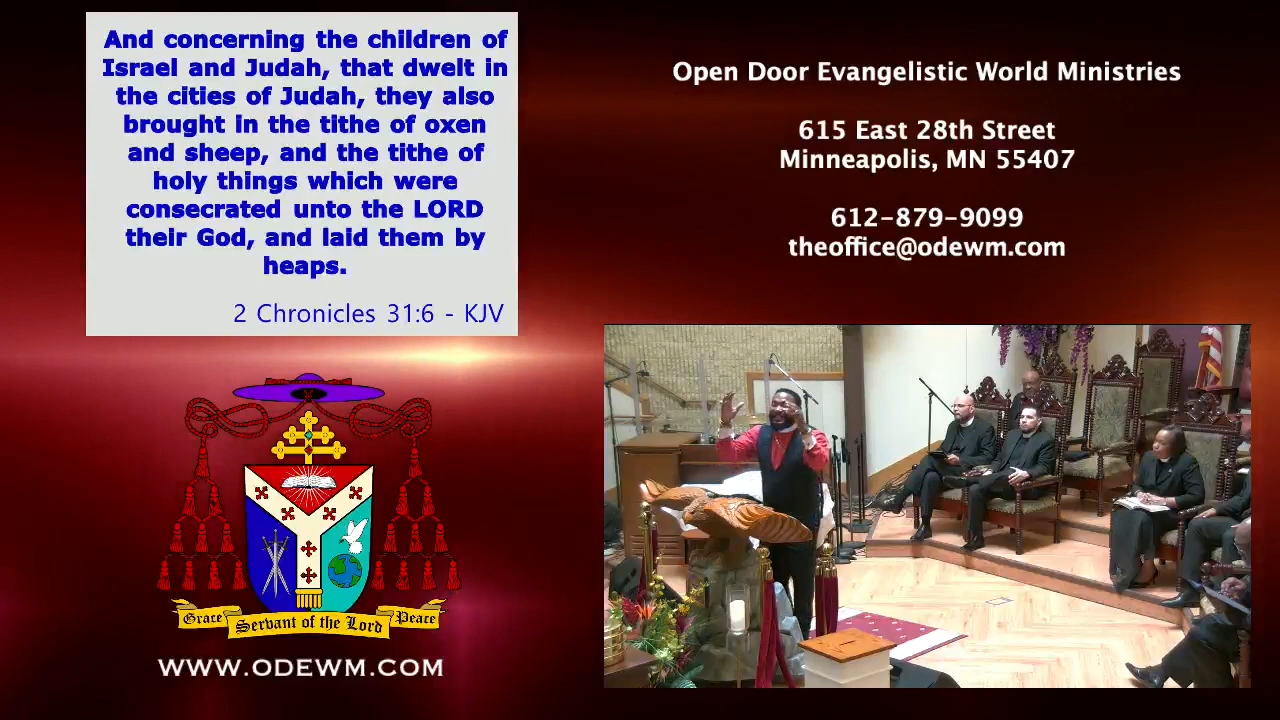 And concerning the children of
Israel and Judah, that dwelt in
the cities of Judah, they also
brought in the tithe of oxen
and sheep, and the tithe of
holy things which were
consecrated unto the LORD
their God, and laid them by
heaps.
2 Chronicles 31:6 - KJV
Open Door Evangelistic World Ministries
615 East 28th Street
Minneapolis, MN 55407
612-879-9099
theoffice@odewm.com
Grace Servant of the Lord Peace
WWW.ODEWM.COM